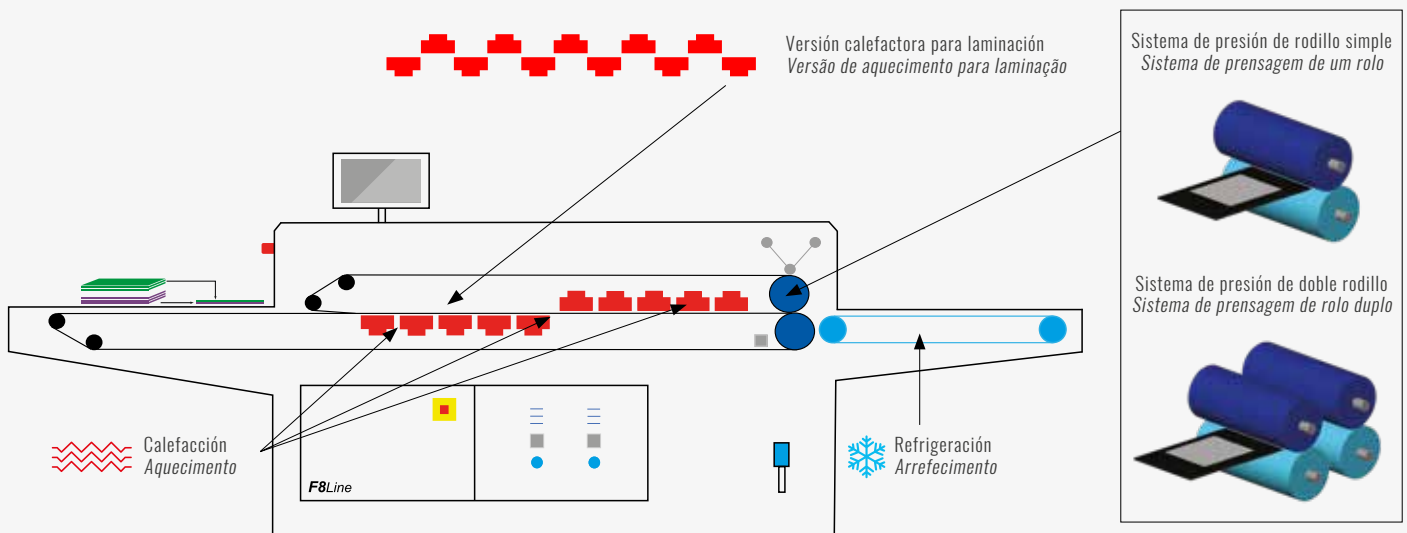 Versión calefactora para laminación
Versão de aquecimento para laminação
Sistema de presión de rodillo simple
Sistema de prensagem de um rolo
Sistema de presión de doble rodillo
Sistema de prensagem de rolo duplo
Calefacción
Aquecimento
F8Line
Refrigeración
Arrefecimento